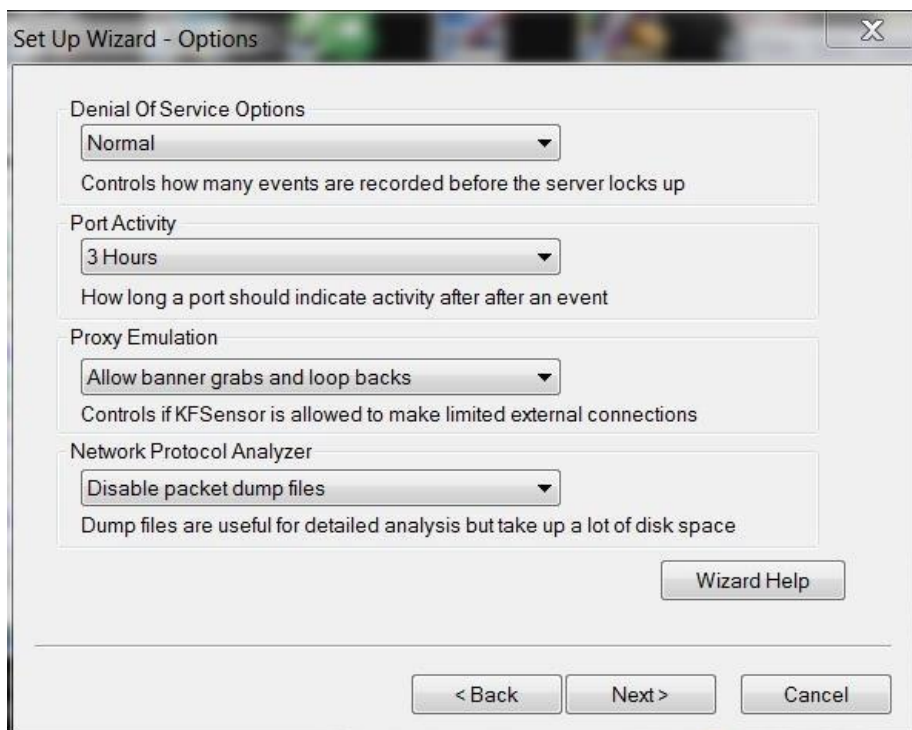 Set Up Wizard - Options
Denial Of Service Options
Normal
Controls how many events are recorded before the server locks up
Port Activity
3 Hours
How long a port should indicate activity after after an event
Proxy Emulation
Allow banner grabs and loop backs
Controls if KFSensor is allowed to make limited external connections
Network Protocol Analyzer
Disable packet dump files
Dump files are useful for detailed analysis but take up a lot of disk space
Wizard Help
< Back
Next >
Cancel